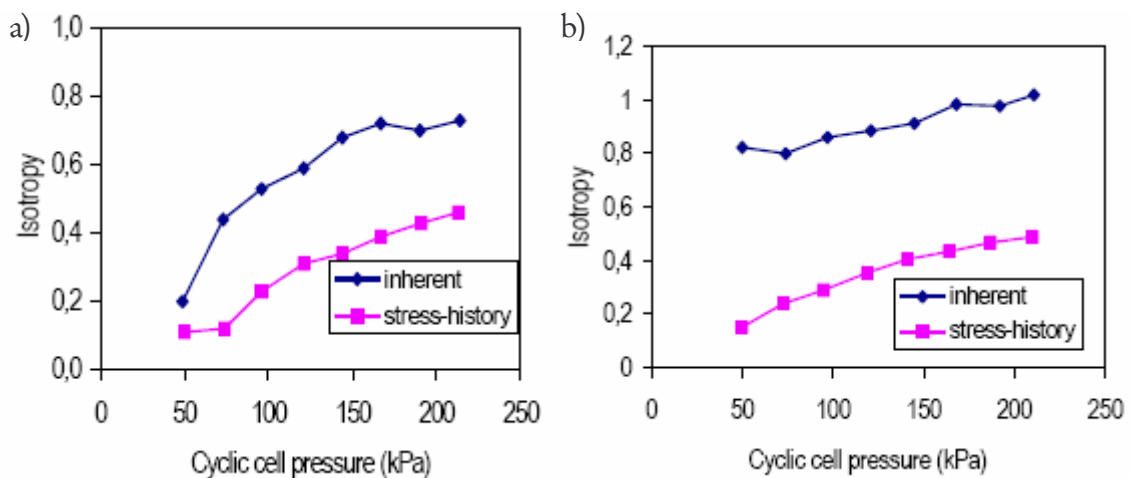 a)
1,0
0,8
0,6
0,4
0,2
0,0
Isotropy
inherent
stress-history
0 50 100 150 200 250
Cyclic cell pressure (kPa)
b)
1,2
1
0,8
0,6
0,4
0,2
0
Isotropy
inherent
stress-history
0 50 100 150 200 250
Cyclic cell pressure (kPa)